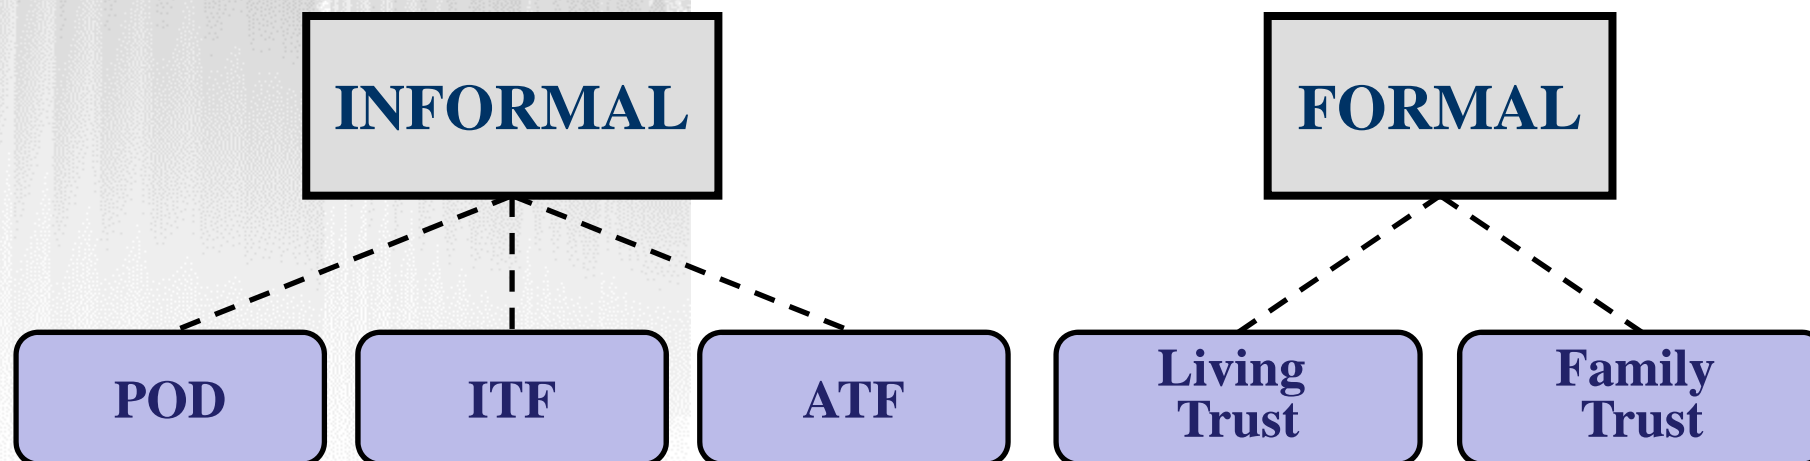 INFORMAL
FORMAL
POD
ITF
ATF
Living
Trust
Family
Trust